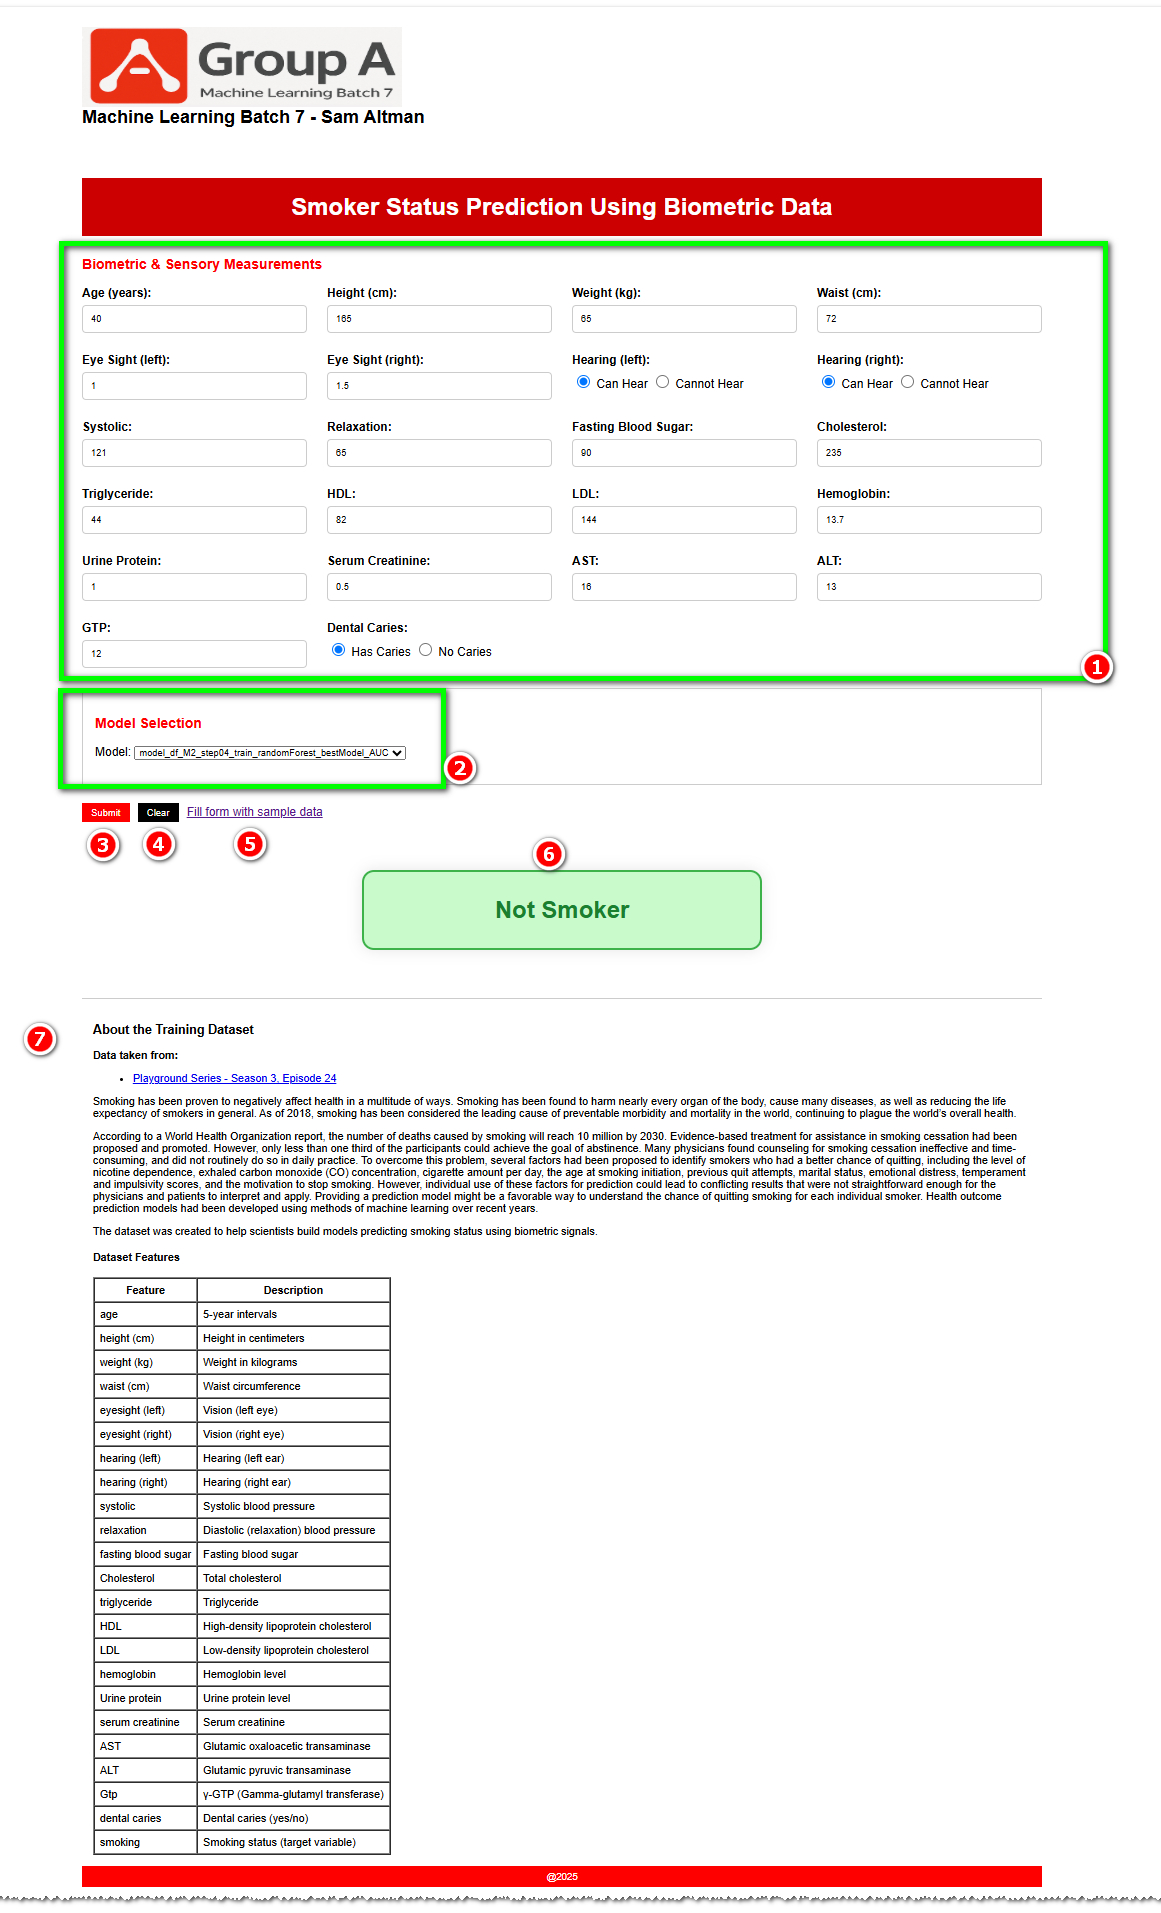 Group A
Machine Learning Batch 7
Machine Learning Batch 7 - Sam Altman
Smoker Status Prediction Using Biometric Data
Biometric & Sensory Measurements
Age (years): Height (cm): Weight (kg): Waist (cm):
40 165 65 72
Eye Sight (left): Eye Sight (right): Hearing (left): Hearing (right):
1 1.5 Can Hear Cannot Hear Can Hear Cannot Hear
Systolic: Relaxation: Fasting Blood Sugar: Cholesterol:
121 65 90 235
Triglyceride: HDL: LDL: Hemoglobin:
44 82 144 13.7
Urine Protein: Serum Creatinine: AST: ALT:
1 0.5 16 13
GTP: Dental Caries:
12 Has Caries No Caries
1
Model Selection
Model: model_df_M2_step04_train_randomForest_bestModel_AUC
2
Submit Clear Fill form with sample data
3 4 5
6
Not Smoker
7
About the Training Dataset
Data taken from:
• Playground Series - Season 3, Episode 24
Smoking has been proven to negatively affect health in a multitude of ways. Smoking has been found to harm nearly every organ of the body, cause many diseases, as well as reducing the life
expectancy of smokers in general. As of 2018, smoking has been considered the leading cause of preventable morbidity and mortality in the world, continuing to plague the world's overall health.
According to a World Health Organization report, the number of deaths caused by smoking will reach 10 million by 2030. Evidence-based treatment for assistance in smoking cessation had been
proposed and promoted. However, only less than one third of the participants could achieve the goal of abstinence. Many physicians found counseling for smoking cessation ineffective and time-
consuming, and did not routinely do so in daily practice. To overcome this problem, several factors had been proposed to identify smokers who had a better chance of quitting, including the level of
nicotine dependence, exhaled carbon monoxide (CO) concentration, cigarette amount per day, the age at smoking initiation, previous quit attempts, marital status, emotional distress, temperament
and impulsivity scores, and the motivation to stop smoking. However, individual use of these factors for prediction could lead to conflicting results that were not straightforward enough for the
physicians and patients to interpret and apply. Providing a prediction model might be a favorable way to understand the chance of quitting smoking for each individual smoker. Health outcome
prediction models had been developed using methods of machine learning over recent years.
The dataset was created to help scientists build models predicting smoking status using biometric signals.
Dataset Features
Feature Description
age 5-year intervals
height (cm) Height in centimeters
weight (kg) Weight in kilograms
waist (cm) Waist circumference
eyesight (left) Vision (left eye)
eyesight (right) Vision (right eye)
hearing (left) Hearing (left ear)
hearing (right) Hearing (right ear)
systolic Systolic blood pressure
relaxation Diastolic (relaxation) blood pressure
fasting blood sugar Fasting blood sugar
Cholesterol Total cholesterol
triglyceride Triglyceride
HDL High-density lipoprotein cholesterol
LDL Low-density lipoprotein cholesterol
hemoglobin Hemoglobin level
Urine protein Urine protein level
serum creatinine Serum creatinine
AST Glutamic oxaloacetic transaminase
ALT Glutamic pyruvic transaminase
Gtp γ-GTP (Gamma-glutamyl transferase)
dental caries Dental caries (yes/no)
smoking Smoking status (target variable)
@2025